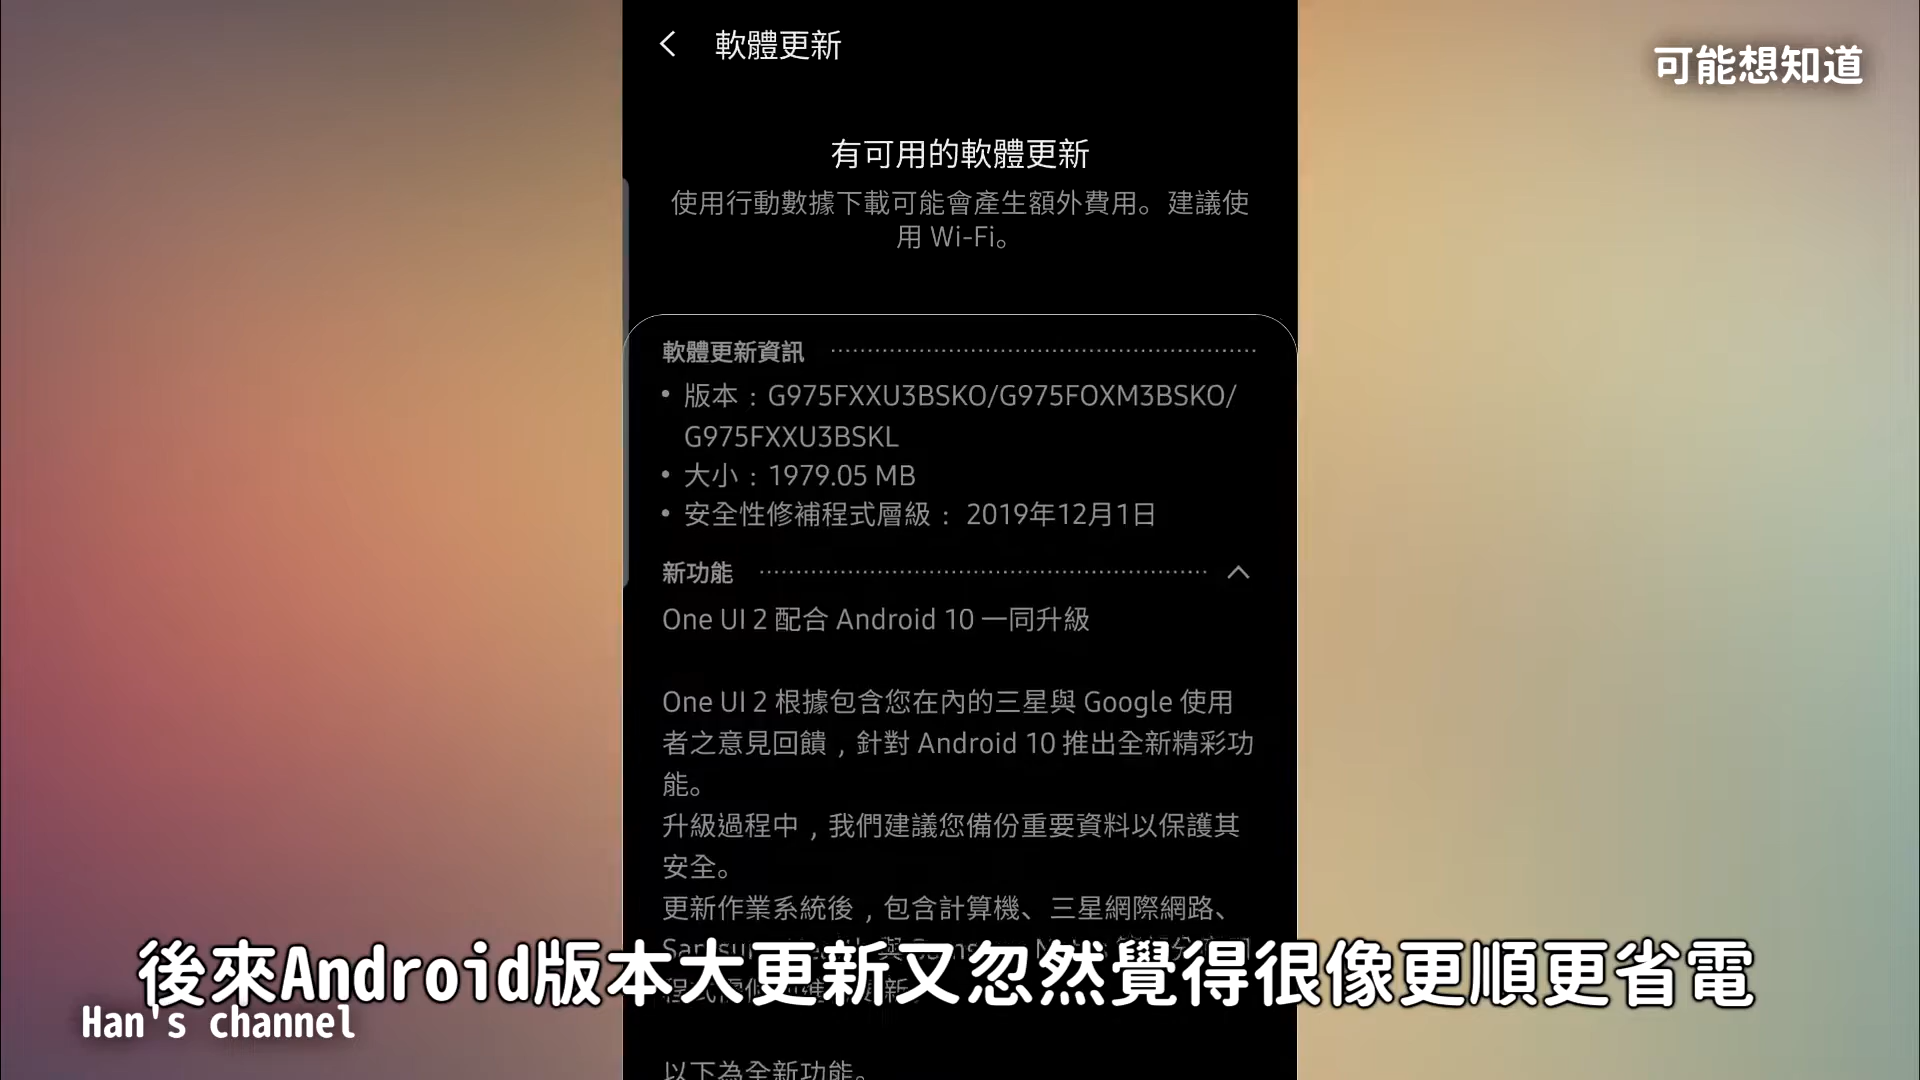 軟體更新
可能想知道
有可用的軟體更新
使用行動數據下載可能會產生額外費用。建議使
用 Wi-Fi。
軟體更新資訊
• 版本：G975FXXU3BSKO/G975FOXM3BSKO/
G975FXXU3BSKL
• 大小：1979.05 MB
• 安全性修補程式層級： 2019年12月1日
新功能
One UI 2 配合 Android 10 一同升級
One UI 2 根據包含您在內的三星與 Google 使用
者之意見回饋，針對 Android 10 推出全新精彩功
能。
升級過程中，我們建議您備份重要資料以保護其
安全。
更新作業系統後，包含計算機、三星網際網路、
後來Android版本大更新又忽然覺得很像更順更省電
Han's channel
以下為全新功能。